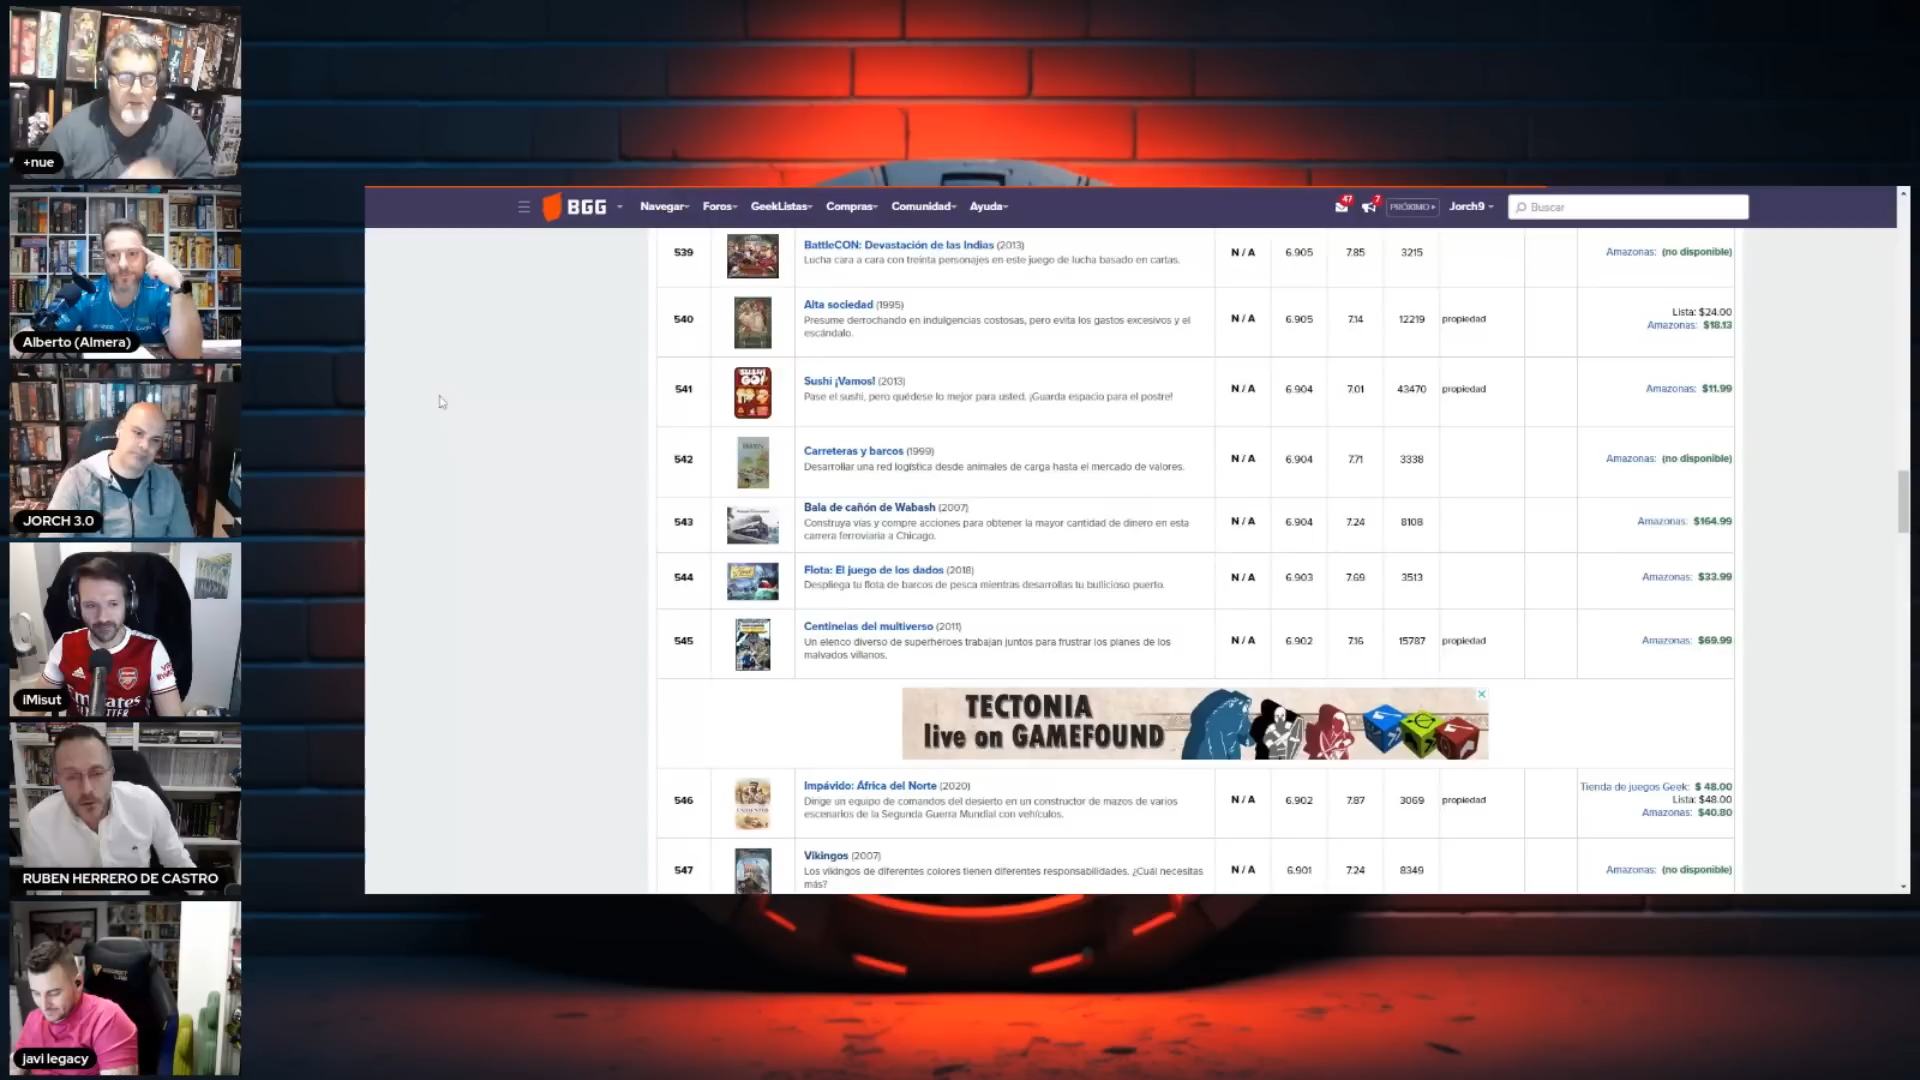 +nue
Alberto (Almera)
JORCH 3.0
iMisut
RUBEN HERRERO DE CASTRO
javi legacy
BGG
Navegar
Foros
GeekListas
Compras
Comunidad
Ayuda
47
7
PRÓXIMO
Jorch9
Buscar
539
BattleCON: Devastación de las Indias (2013)
Lucha cara a cara con treinta personajes en este juego de lucha basado en cartas.
N/A 6.905 7.85 3215
Amazonas: (no disponible)
540
Alta sociedad (1995)
Presume derrochando en indulgencias costosas, pero evita los gastos excesivos y el
escándalo.
N/A 6.905 7.14 12219 propiedad
Lista: $24.00
Amazonas: $18.13
541
SUSHI GO!
Sushi ¡Vamos! (2013)
Pase el sushi, pero quédese lo mejor para usted. ¡Guarda espacio para el postre!
N/A 6.904 7.01 43470 propiedad
Amazonas: $11.99
542
Carreteras y barcos (1999)
Desarrollar una red logística desde animales de carga hasta el mercado de valores.
N/A 6.904 7.71 3338
Amazonas: (no disponible)
543
Bala de cañón de Wabash (2007)
Construya vías y compre acciones para obtener la mayor cantidad de dinero en esta
carrera ferroviaria a Chicago.
N/A 6.904 7.24 8108
Amazonas: $164.99
544
Flota: El juego de los dados (2018)
Despliega tu flota de barcos de pesca mientras desarrollas tu bullicioso puerto.
N/A 6.903 7.69 3513
Amazonas: $33.99
545
Centinelas del multiverso (2011)
Un elenco diverso de superhéroes trabajan juntos para frustrar los planes de los
malvados villanos.
N/A 6.902 7.16 15787 propiedad
Amazonas: $69.99
TECTONIA
live on GAMEFOUND
546
Impávido: África del Norte (2020)
Dirige un equipo de comandos del desierto en un constructor de mazos de varios
escenarios de la Segunda Guerra Mundial con vehículos.
N/A 6.902 7.87 3069 propiedad
Tienda de juegos Geek: $ 48.00
Lista: $48.00
Amazonas: $40.80
547
Vikingos (2007)
Los vikingos de diferentes colores tienen diferentes responsabilidades. ¿Cuál necesitas
más?
N/A 6.901 7.24 8349
Amazonas: (no disponible)